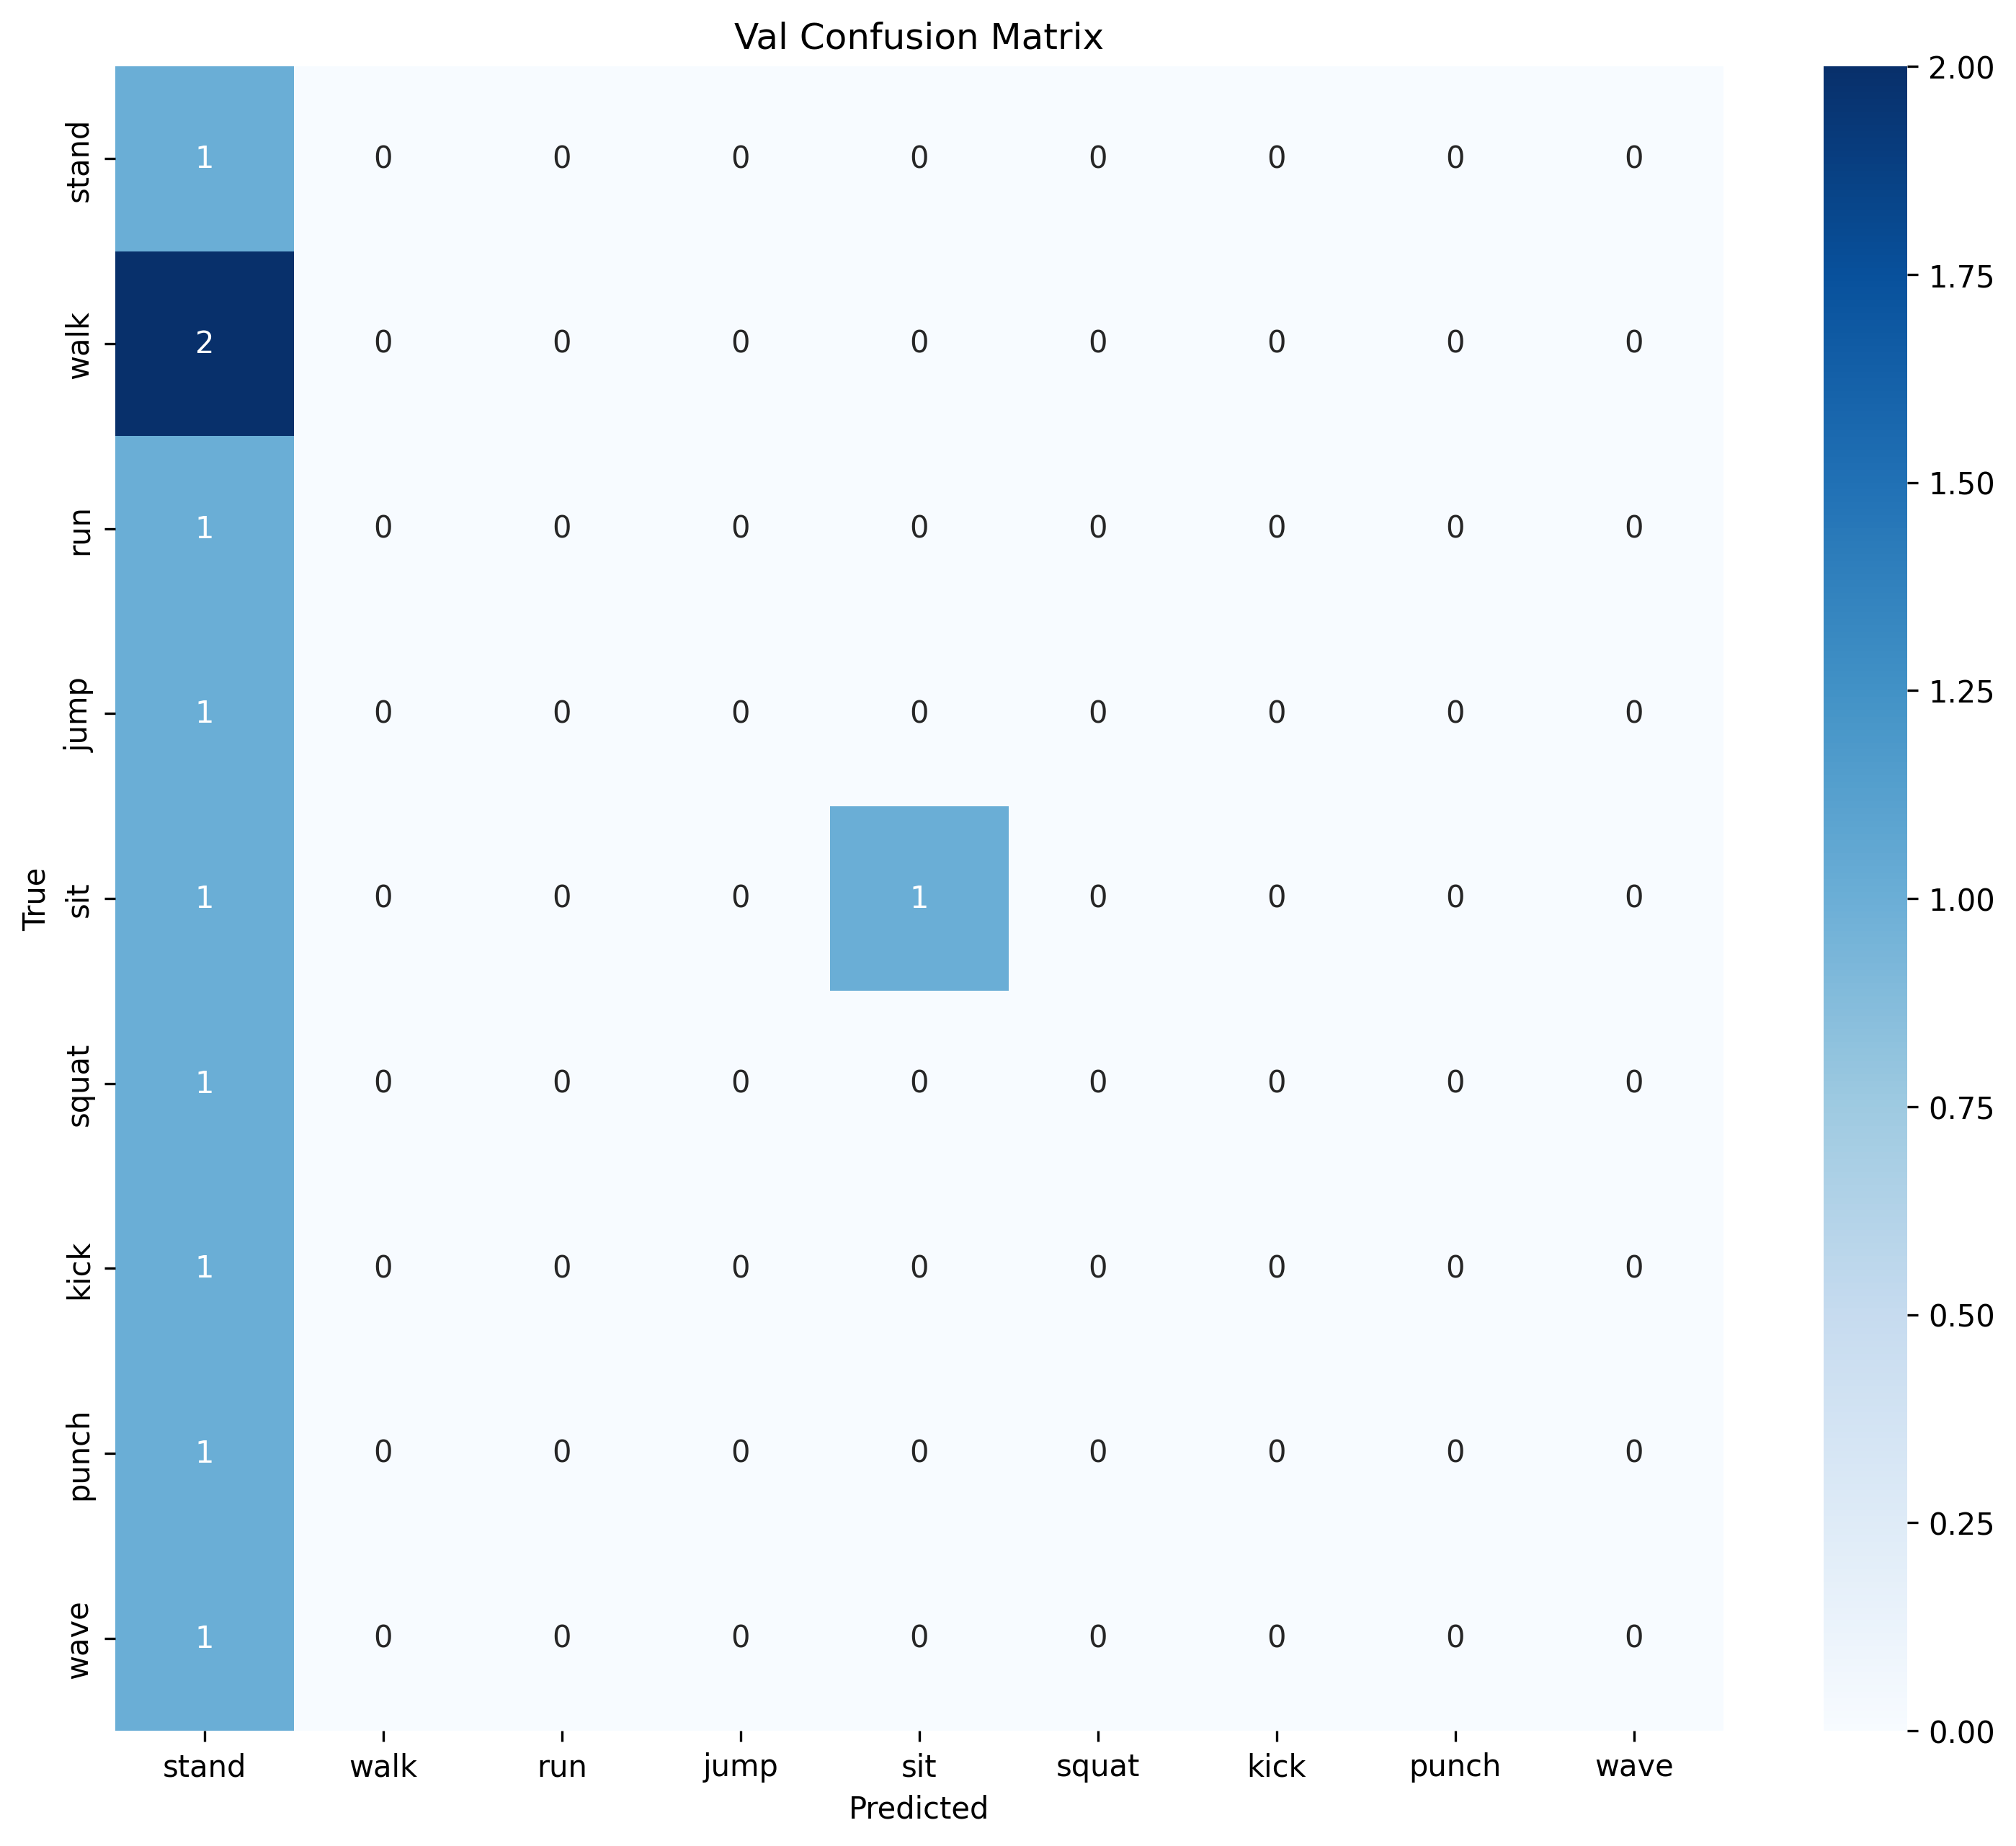 Val Confusion Matrix
True
stand 1 0 0 0 0 0 0 0 0
walk 2 0 0 0 0 0 0 0 0
run 1 0 0 0 0 0 0 0 0
jump 1 0 0 0 0 0 0 0 0
sit 1 0 0 0 1 0 0 0 0
squat 1 0 0 0 0 0 0 0 0
kick 1 0 0 0 0 0 0 0 0
punch 1 0 0 0 0 0 0 0 0
wave 1 0 0 0 0 0 0 0 0
stand walk run jump sit squat kick punch wave
Predicted
2.00
1.75
1.50
1.25
1.00
0.75
0.50
0.25
0.00